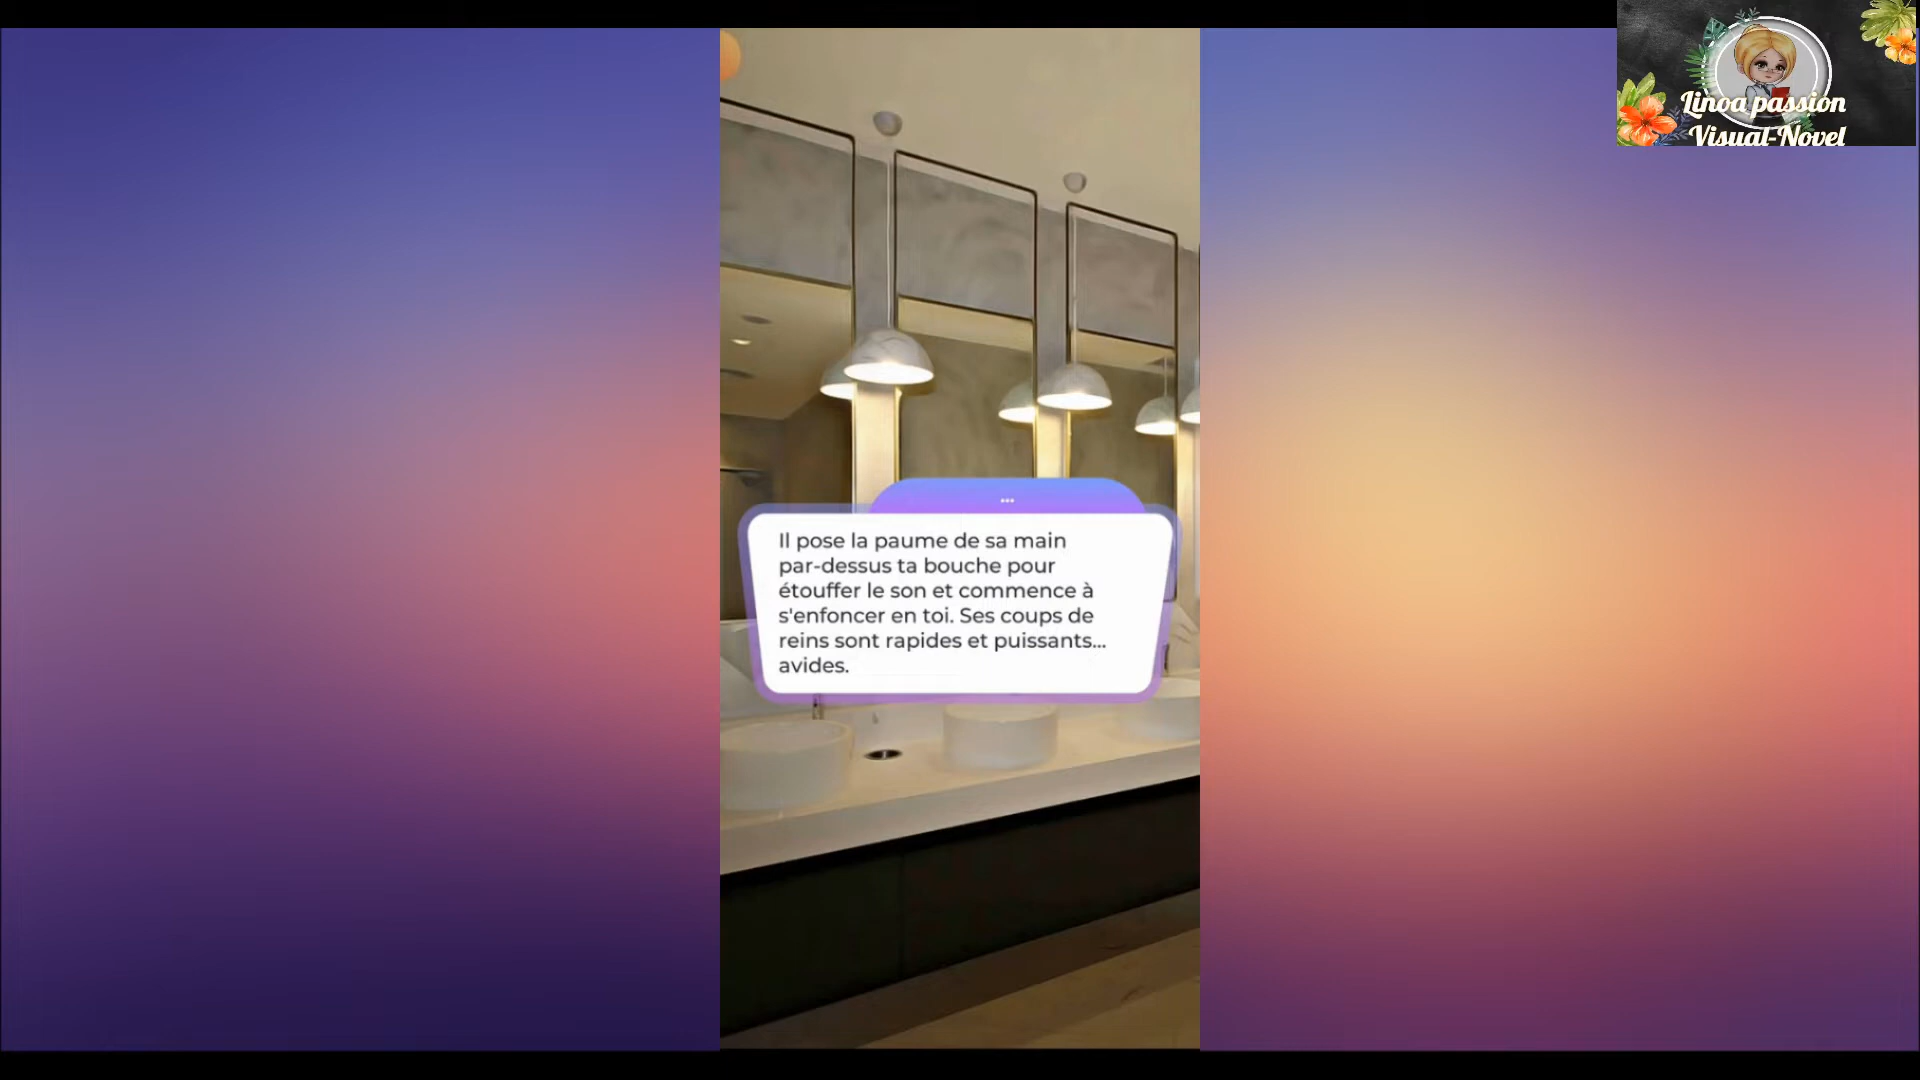 Linoa passion
Visual-Novel
...
Il pose la paume de sa main
par-dessus ta bouche pour
étouffer le son et commence à
s'enfoncer en toi. Ses coups de
reins sont rapides et puissants...
avides.